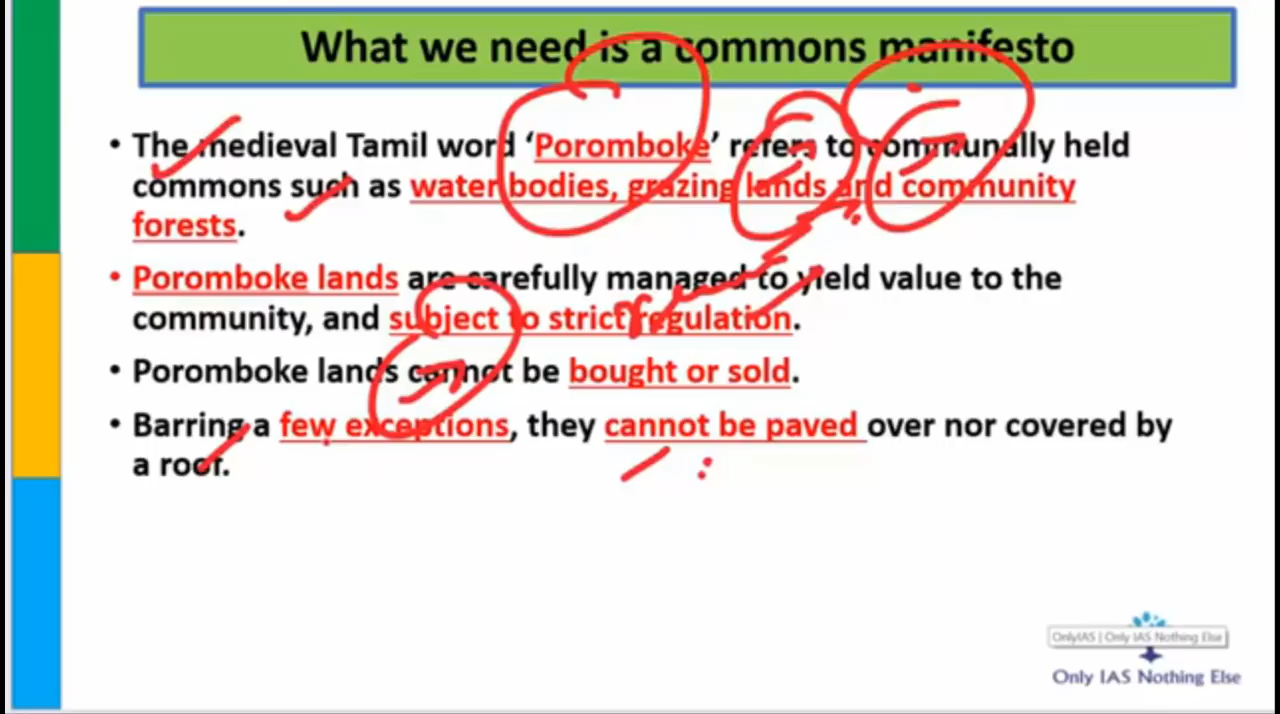 What we need is a commons manifesto
• The medieval Tamil word ‘Poromboke’ refers to communally held
commons such as water bodies, grazing lands and community
forests.
• Poromboke lands are carefully managed to yield value to the
community, and subject to strict regulation.
• Poromboke lands cannot be bought or sold.
• Barring a few exceptions, they cannot be paved over nor covered by
a roof.
OnlyIAS | Only IAS Nothing Else
Only IAS Nothing Else